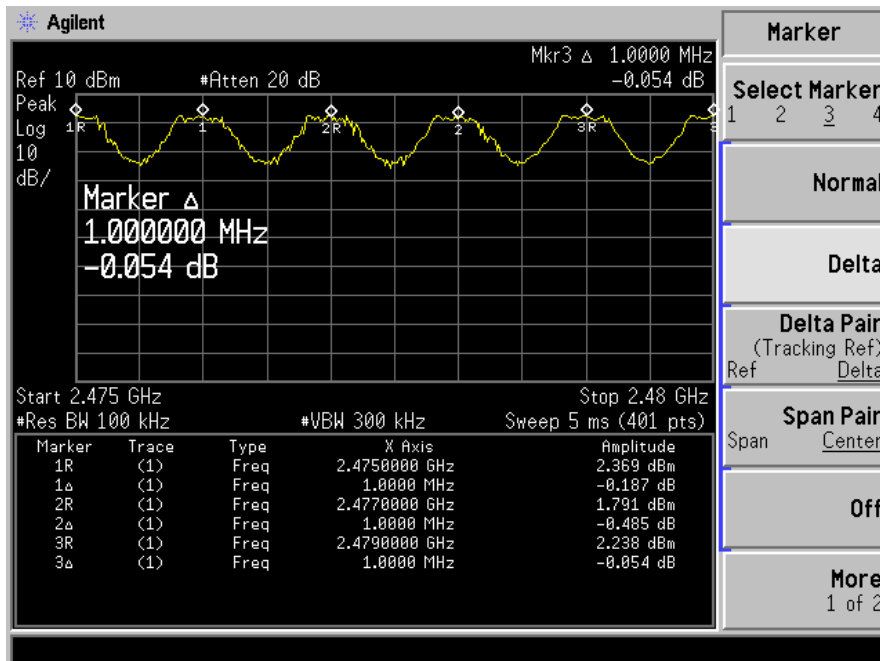 Agilent
Marker
Mkr3 Δ 1.0000 MHz
Ref 10 dBm #Atten 20 dB -0.054 dB
Peak
Log
10
dB/
1R 1 2R 2 3R 3
Marker Δ
1.000000 MHz
-0.054 dB
Start 2.475 GHz Stop 2.48 GHz
#Res BW 100 kHz #VBW 300 kHz Sweep 5 ms (401 pts)
Marker Trace Type X Axis Amplitude
1R (1) Freq 2.4750000 GHz 2.369 dBm
1Δ (1) Freq 1.0000 MHz -0.187 dB
2R (1) Freq 2.4770000 GHz 1.791 dBm
2Δ (1) Freq 1.0000 MHz -0.485 dB
3R (1) Freq 2.4790000 GHz 2.238 dBm
3Δ (1) Freq 1.0000 MHz -0.054 dB
Select Marker
1 2 3 4
Normal
Delta
Delta Pair
(Tracking Ref)
Ref Delta
Span Pair
Span Center
Off
More
1 of 2